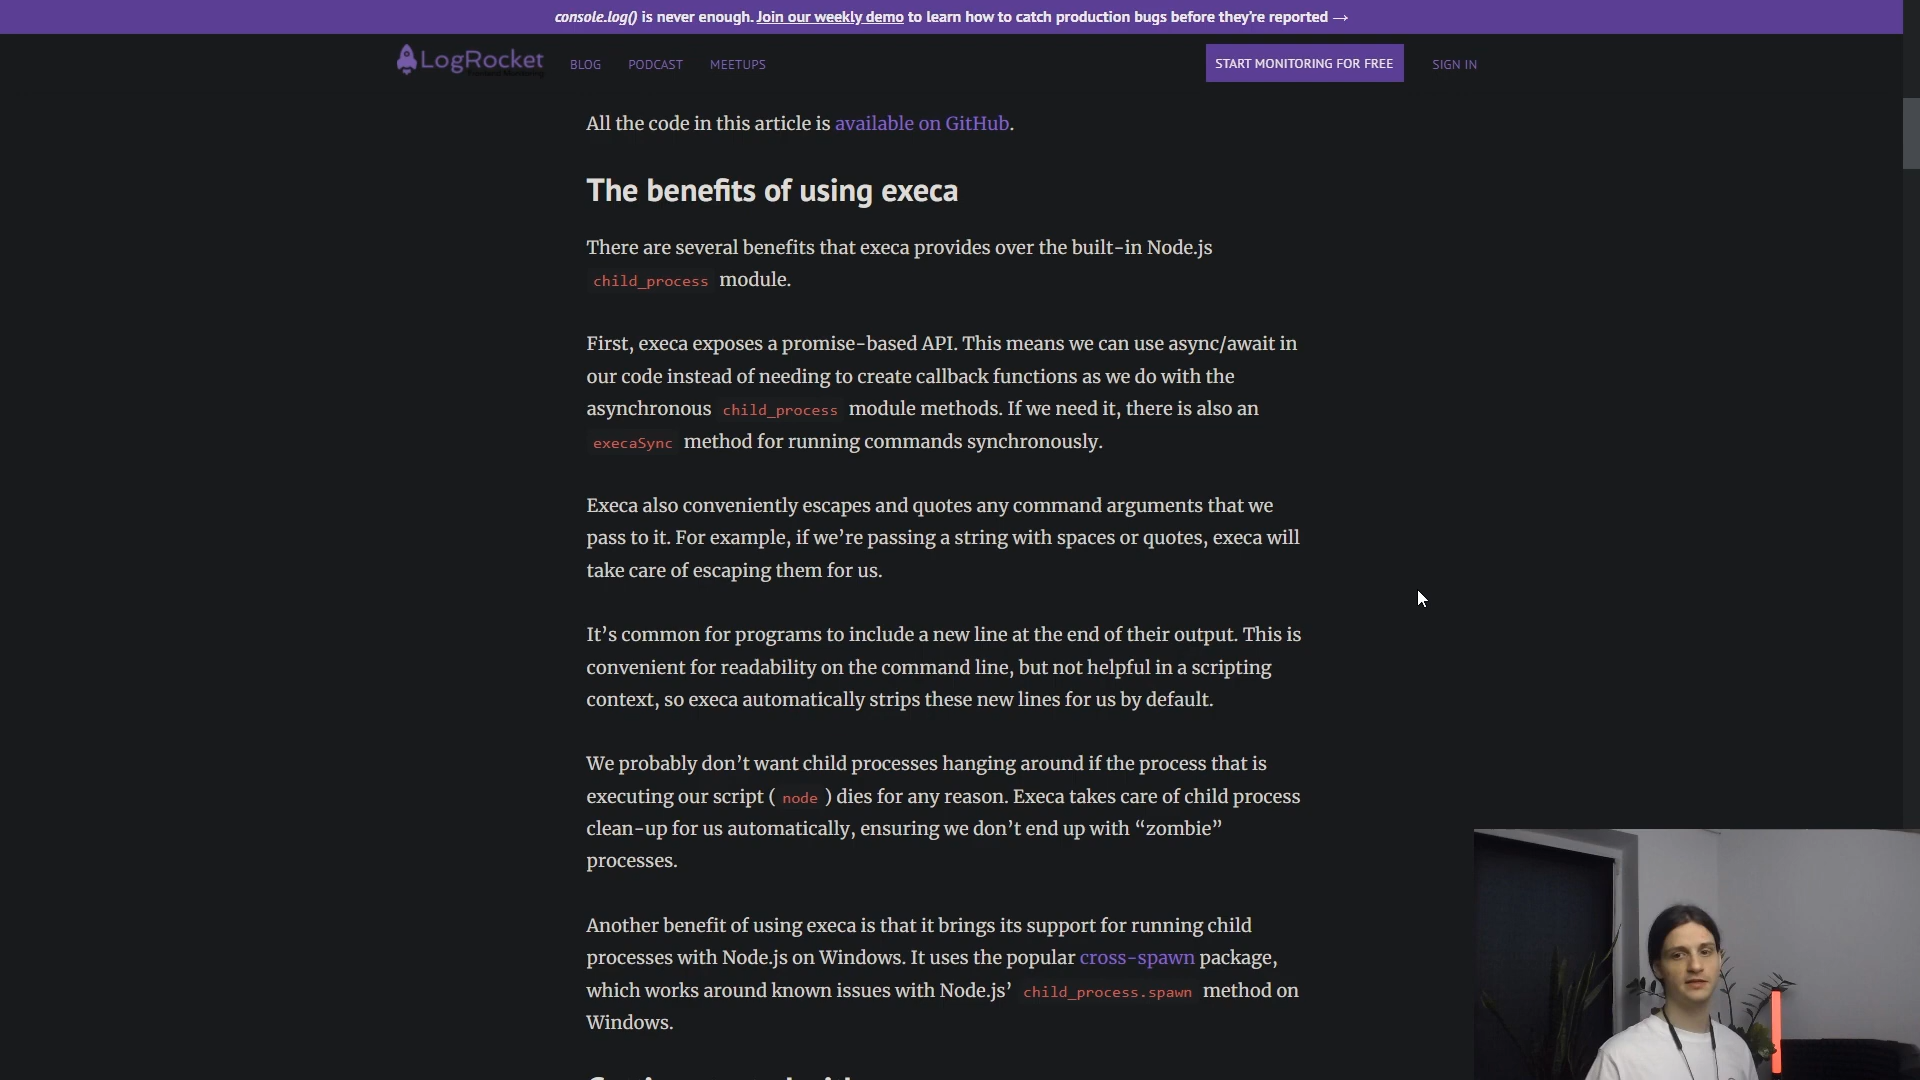 console.log() is never enough. Join our weekly demo to learn how to catch production bugs before they're reported →
LogRocket
BLOG
PODCAST
MEETUPS
START MONITORING FOR FREE
SIGN IN
All the code in this article is available on GitHub.
The benefits of using execa
There are several benefits that execa provides over the built-in Node.js
child_process module.
First, execa exposes a promise-based API. This means we can use async/await in
our code instead of needing to create callback functions as we do with the
asynchronous child_process module methods. If we need it, there is also an
execaSync method for running commands synchronously.
Execa also conveniently escapes and quotes any command arguments that we
pass to it. For example, if we’re passing a string with spaces or quotes, execa will
take care of escaping them for us.
It’s common for programs to include a new line at the end of their output. This is
convenient for readability on the command line, but not helpful in a scripting
context, so execa automatically strips these new lines for us by default.
We probably don’t want child processes hanging around if the process that is
executing our script ( node ) dies for any reason. Execa takes care of child process
clean-up for us automatically, ensuring we don’t end up with “zombie”
processes.
Another benefit of using execa is that it brings its support for running child
processes with Node.js on Windows. It uses the popular cross-spawn package,
which works around known issues with Node.js’ child_process.spawn method on
Windows.